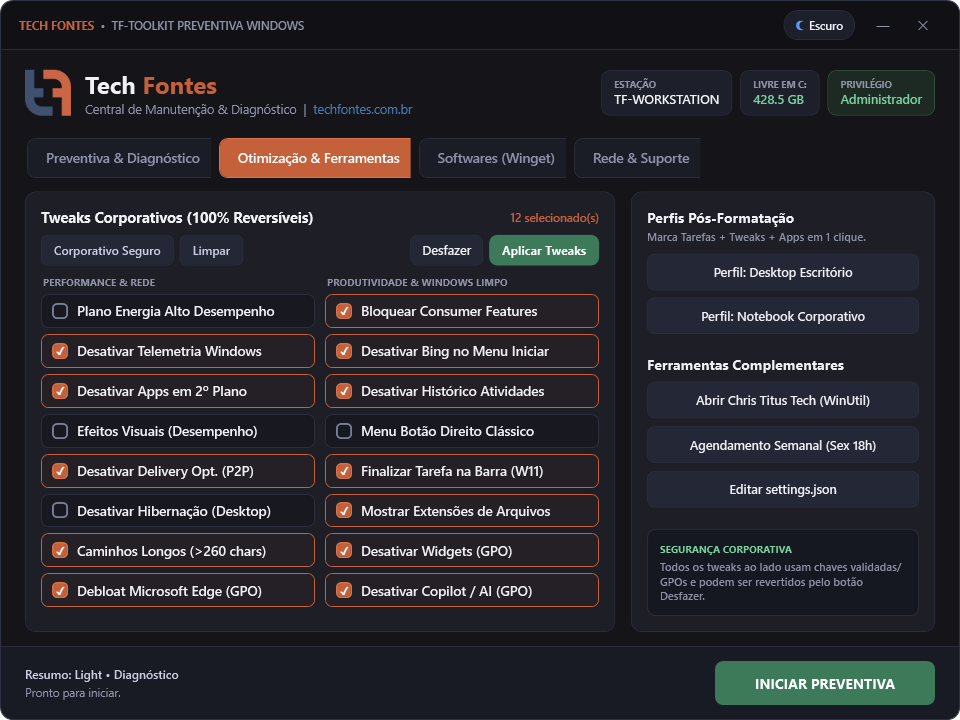 TECH FONTES • TF-TOOLKIT PREVENTIVA WINDOWS
Escuro
Tech Fontes
Central de Manutenção & Diagnóstico | techfontes.com.br
ESTAÇÃO
TF-WORKSTATION
LIVRE EM C:
428.5 GB
PRIVILÉGIO
Administrador
Preventiva & Diagnóstico
Otimização & Ferramentas
Softwares (Winget)
Rede & Suporte
Tweaks Corporativos (100% Reversíveis)
12 selecionado(s)
Corporativo Seguro
Limpar
Desfazer
Aplicar Tweaks
PERFORMANCE & REDE
Plano Energia Alto Desempenho
Desativar Telemetria Windows
Desativar Apps em 2º Plano
Efeitos Visuais (Desempenho)
Desativar Delivery Opt. (P2P)
Desativar Hibernação (Desktop)
Caminhos Longos (>260 chars)
Debloat Microsoft Edge (GPO)
PRODUTIVIDADE & WINDOWS LIMPO
Bloquear Consumer Features
Desativar Bing no Menu Iniciar
Desativar Histórico Atividades
Menu Botão Direito Clássico
Finalizar Tarefa na Barra (W11)
Mostrar Extensões de Arquivos
Desativar Widgets (GPO)
Desativar Copilot / AI (GPO)
Perfis Pós-Formatação
Marca Tarefas + Tweaks + Apps em 1 clique.
Perfil: Desktop Escritório
Perfil: Notebook Corporativo
Ferramentas Complementares
Abrir Chris Titus Tech (WinUtil)
Agendamento Semanal (Sex 18h)
Editar settings.json
SEGURANÇA CORPORATIVA
Todos os tweaks ao lado usam chaves validadas/
GPOs e podem ser revertidos pelo botão
Desfazer.
Resumo: Light • Diagnóstico
Pronto para iniciar.
INICIAR PREVENTIVA